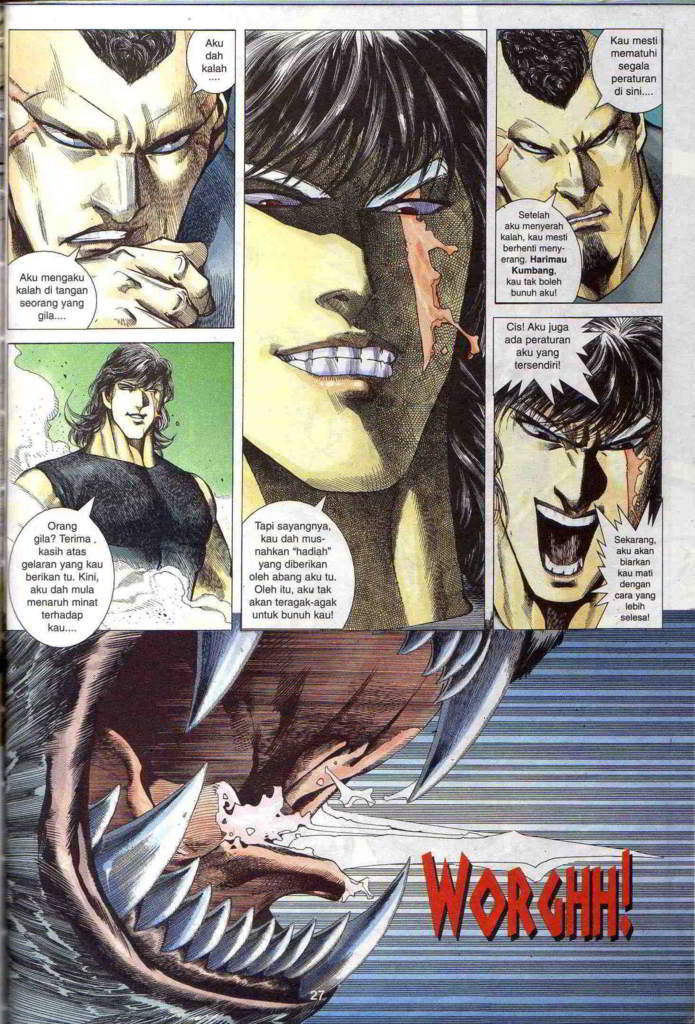 Aku
dah
kalah
....
Aku mengaku
kalah di tangan
seorang yang
gila....
Orang
gila? Terima
kasih atas
gelaran yang kau
berikan tu. Kini,
aku dah mula
menaruh minat
terhadap
kau....
Tapi sayangnya,
kau dah mus-
nahkan "hadiah"
yang diberikan
oleh abang aku tu.
Oleh itu, aku tak
akan teragak-agak
untuk bunuh kau!
Kau mesti
mematuhi
segala
peraturan
di sini....
Setelah
aku menyerah
kalah, kau mesti
berhenti meny-
erang. Harimau
Kumbang,
kau tak boleh
bunuh aku!
Cis! Aku juga
ada peraturan
aku yang
tersendiri!
Sekarang,
aku akan
biarkan
kau mati
dengan
cara yang
lebih
selesa!
WORGHH!
27